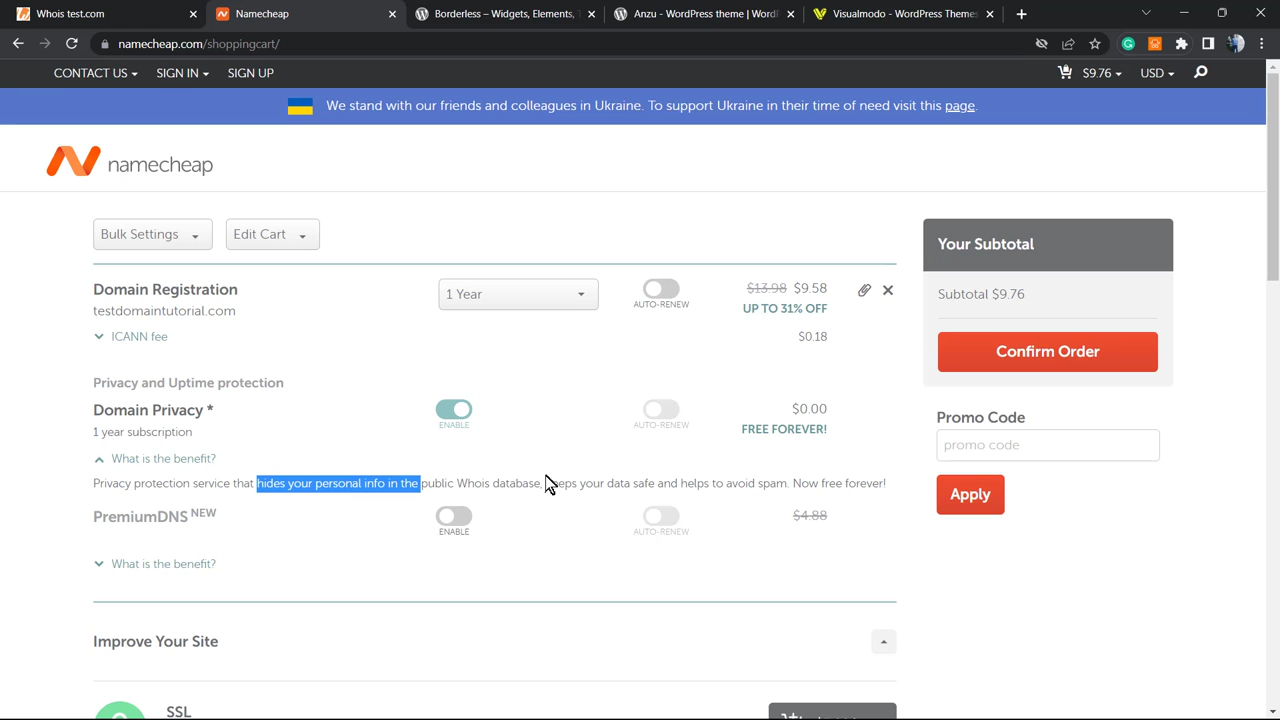 Whois test.com
Namecheap
Borderless – Widgets, Elements, T
Anzu - WordPress theme | WordP
Visualmodo - WordPress Themes
namecheap.com/shoppingcart/
CONTACT US SIGN IN SIGN UP $9.76 USD
We stand with our friends and colleagues in Ukraine. To support Ukraine in their time of need visit this page.
namecheap
Bulk Settings Edit Cart
Your Subtotal
Domain Registration 1 Year $13.98 $9.58
Subtotal $9.76
AUTO-RENEW
testdomaintutorial.com UP TO 31% OFF
ICANN fee $0.18
Confirm Order
Privacy and Uptime protection
Domain Privacy * $0.00
Promo Code
ENABLE AUTO-RENEW FREE FOREVER!
1 year subscription
promo code
What is the benefit?
Privacy protection service that hides your personal info in the public Whois database, eeps your data safe and helps to avoid spam. Now free forever!
Apply
PremiumDNS NEW $4.88
ENABLE AUTO-RENEW
What is the benefit?
Improve Your Site
SSL